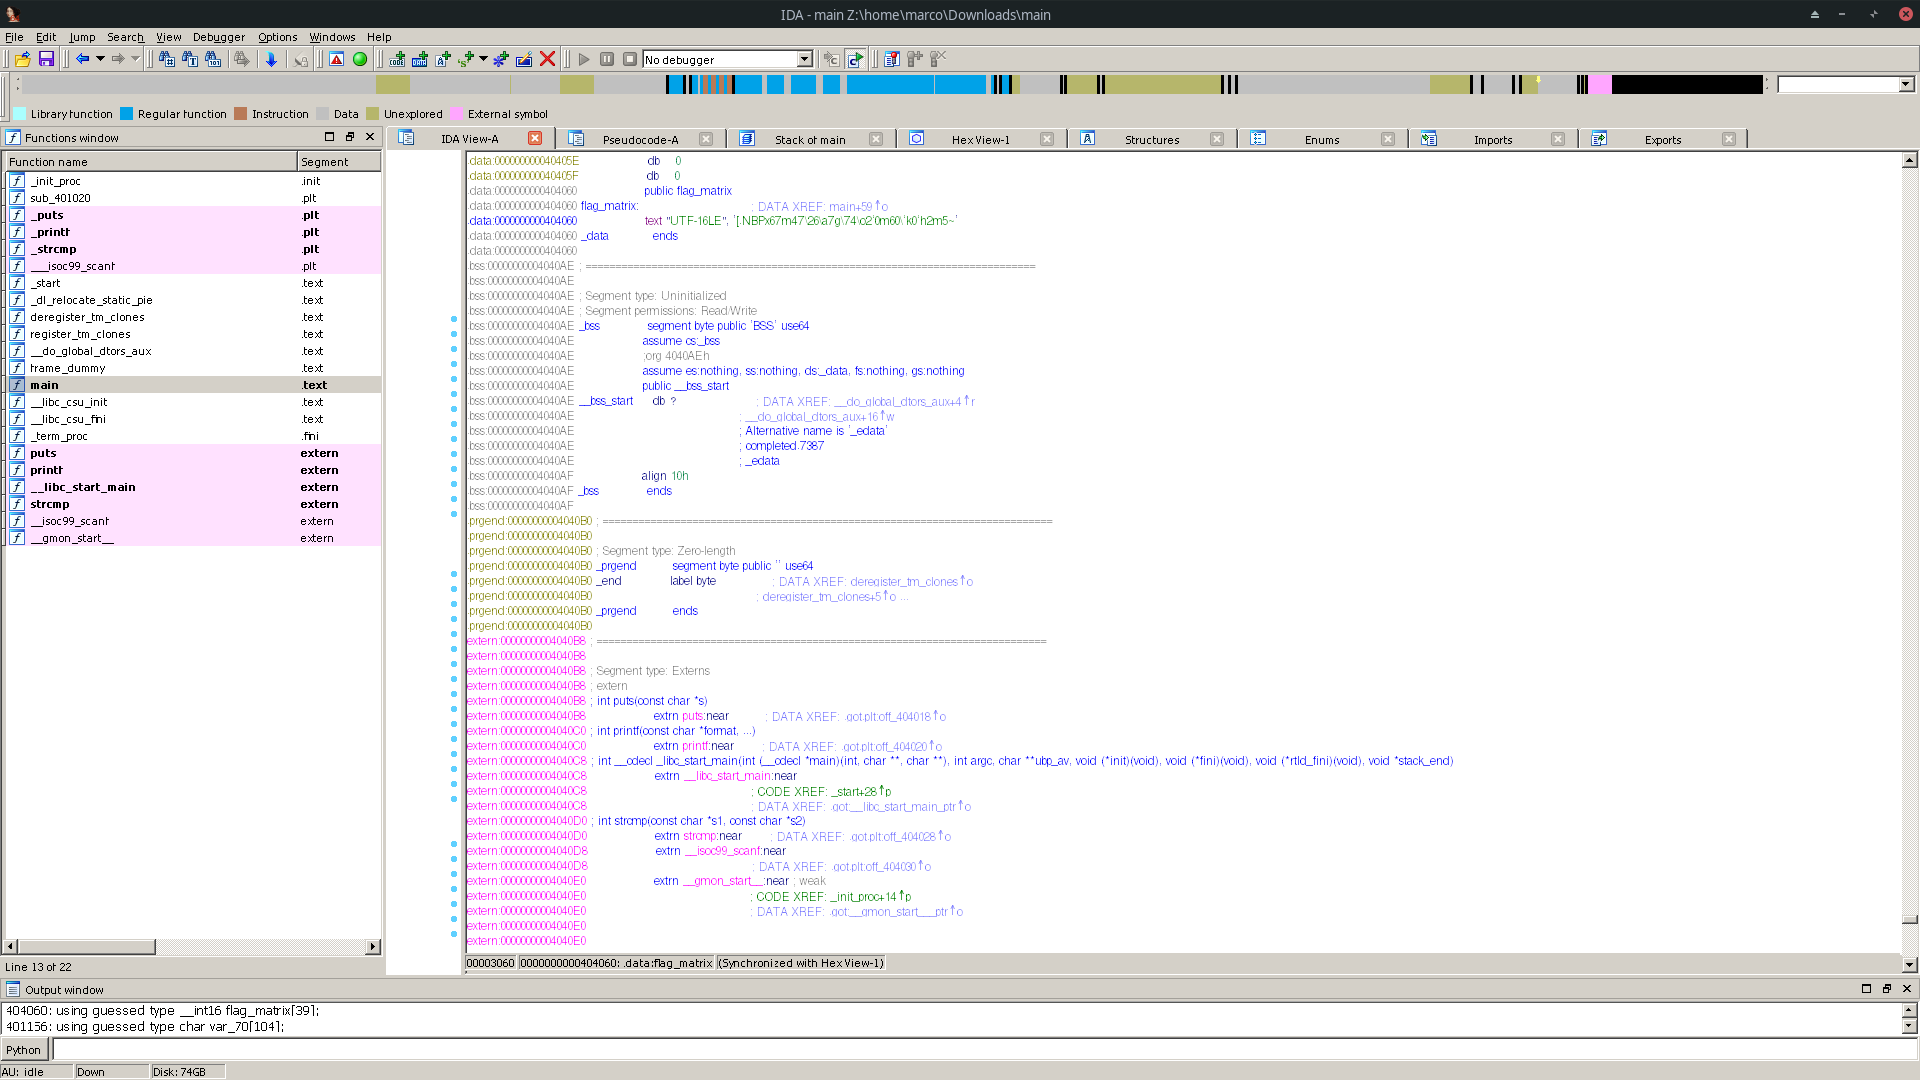 IDA - main Z:\home\marco\Downloads\main
File Edit Jump Search View Debugger Options Windows Help
No debugger
Library function Regular function Instruction Data Unexplored External symbol
Functions window
IDA View-A Pseudocode-A Stack of main Hex View-1 Structures Enums Imports Exports
Function name Segment
_init_proc .init
sub_401020 .plt
_puts .plt
_printf .plt
_strcmp .plt
___isoc99_scanf .plt
_start .text
_dl_relocate_static_pie .text
deregister_tm_clones .text
register_tm_clones .text
__do_global_dtors_aux .text
frame_dummy .text
main .text
__libc_csu_init .text
__libc_csu_fini .text
_term_proc .fini
puts extern
printf extern
__libc_start_main extern
strcmp extern
__isoc99_scanf extern
__gmon_start__ extern
Line 13 of 22
.data:000000000040405E db 0
.data:000000000040405F db 0
.data:0000000000404060 public flag_matrix
.data:0000000000404060 flag_matrix: ; DATA XREF: main+59↑o
.data:0000000000404060 text "UTF-16LE",
.data:0000000000404060 _data ends
.data:0000000000404060
.bss:00000000004040AE ; ===========================================================================
.bss:00000000004040AE
.bss:00000000004040AE ; Segment type: Uninitialized
.bss:00000000004040AE ; Segment permissions: Read/Write
.bss:00000000004040AE _bss segment byte public 'BSS' use64
.bss:00000000004040AE assume cs:_bss
.bss:00000000004040AE ;org 4040AEh
.bss:00000000004040AE assume es:nothing, ss:nothing, ds:_data, fs:nothing, gs:nothing
.bss:00000000004040AE public __bss_start
.bss:00000000004040AE __bss_start db ? ; DATA XREF: __do_global_dtors_aux+4↑r
.bss:00000000004040AE ; __do_global_dtors_aux+16↑w
.bss:00000000004040AE ; Alternative name is '_edata'
.bss:00000000004040AE ; completed.7387
.bss:00000000004040AE ; _edata
.bss:00000000004040AF align 10h
.bss:00000000004040AF _bss ends
.bss:00000000004040AF
.prgend:00000000004040B0 ; ===========================================================================
.prgend:00000000004040B0
.prgend:00000000004040B0 ; Segment type: Zero-length
.prgend:00000000004040B0 _prgend segment byte public '' use64
.prgend:00000000004040B0 _end label byte ; DATA XREF: deregister_tm_clones↑o
.prgend:00000000004040B0 ; deregister_tm_clones+5↑o ...
.prgend:00000000004040B0 _prgend ends
.prgend:00000000004040B0
extern:00000000004040B8 ; ===========================================================================
extern:00000000004040B8
extern:00000000004040B8 ; Segment type: Externs
extern:00000000004040B8 ; extern
extern:00000000004040B8 ; int puts(const char *s)
extern:00000000004040B8 extrn puts:near ; DATA XREF: .got.plt:off_404018↑o
extern:00000000004040C0 ; int printf(const char *format, ...)
extern:00000000004040C0 extrn printf:near ; DATA XREF: .got.plt:off_404020↑o
extern:00000000004040C8 ; int __cdecl _libc_start_main(int (__cdecl *main)(int, char **, char **), int argc, char **ubp_av, void (*init)(void), void (*fini)(void), void (*rtld_fini)(void), void *stack_end)
extern:00000000004040C8 extrn __libc_start_main:near
extern:00000000004040C8 ; CODE XREF: _start+28↑p
extern:00000000004040C8 ; DATA XREF: .got:__libc_start_main_ptr↑o
extern:00000000004040D0 ; int strcmp(const char *s1, const char *s2)
extern:00000000004040D0 extrn strcmp:near ; DATA XREF: .got.plt:off_404028↑o
extern:00000000004040D8 extrn __isoc99_scanf:near
extern:00000000004040D8 ; DATA XREF: .got.plt:off_404030↑o
extern:00000000004040E0 extrn __gmon_start__:near ; weak
extern:00000000004040E0 ; CODE XREF: _init_proc+14↑p
extern:00000000004040E0 ; DATA XREF: .got:__gmon_start___ptr↑o
extern:00000000004040E0
extern:00000000004040E0
00003060 0000000000404060: .data:flag_matrix (Synchronized with Hex View-1)
Output window
404060: using guessed type __int16 flag_matrix[39];
401156: using guessed type char var_70[104];
Python
AU: idle Down Disk: 74GB